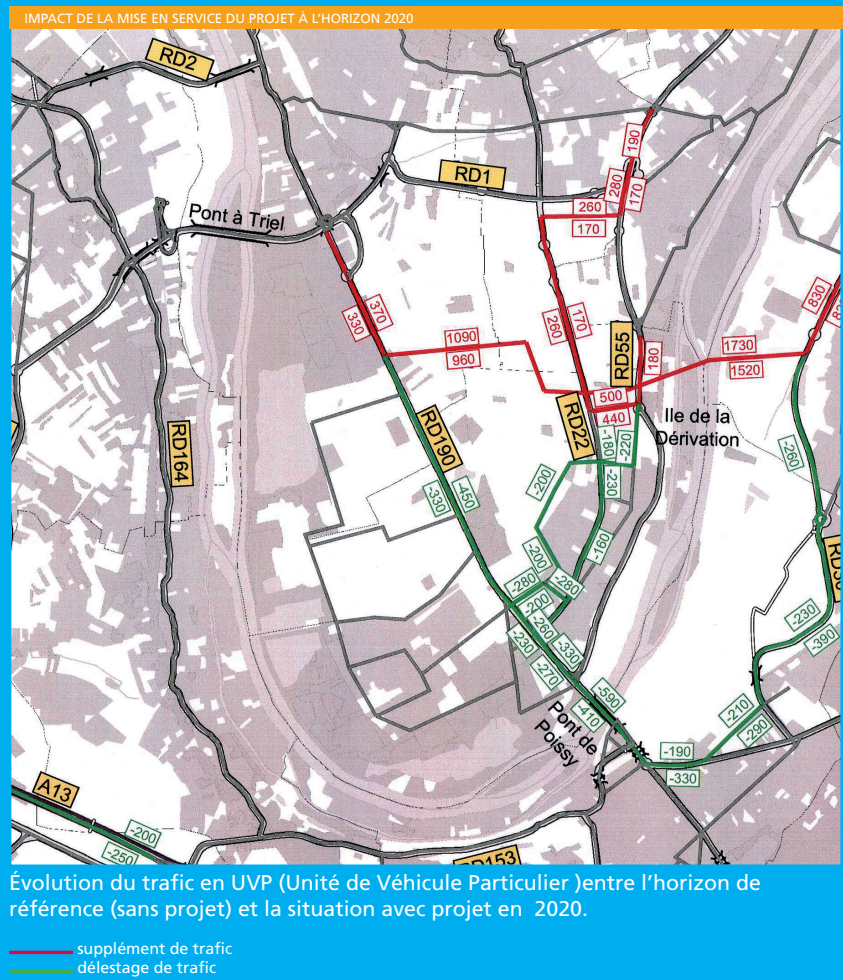 IMPACT DE LA MISE EN SERVICE DU PROJET À L'HORIZON 2020
RD2
RD1
Pont à Triel
190
280
170
260
170
370
330
260
170
1090
960
RD55
180
1730
1520
830
500
440
Ile de la
Dérivation
RD22
RD190
RD164
-180
-220
-200
-230
-260
-330
-450
-160
-200
-280
-280
-200
-260
-230
-330
-270
-230
-390
-590
-410
Pont de
Poissy
-210
-290
-190
-330
A13
-200
-250
RD153
Évolution du trafic en UVP (Unité de Véhicule Particulier )entre l'horizon de
référence (sans projet) et la situation avec projet en 2020.
supplément de trafic
délestage de trafic